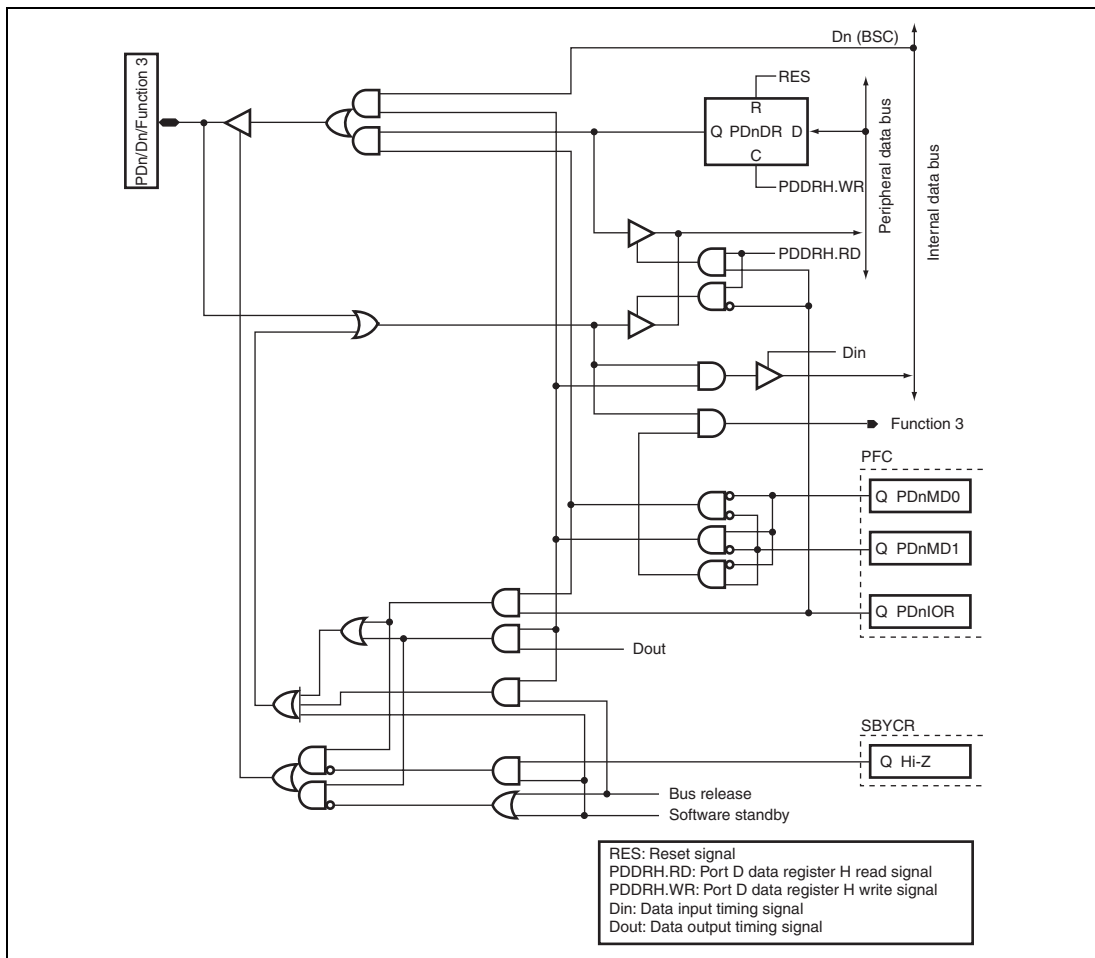 PDn/Dn/Function 3
Dn (BSC)
RES
R
Q PDnDR D
C
PDDRH.WR
Peripheral data bus
Internal data bus
PDDRH.RD
Din
Function 3
PFC
Q PDnMD0
Q PDnMD1
Q PDnIOR
Dout
SBYCR
Q Hi-Z
Bus release
Software standby
RES: Reset signal
PDDRH.RD: Port D data register H read signal
PDDRH.WR: Port D data register H write signal
Din: Data input timing signal
Dout: Data output timing signal